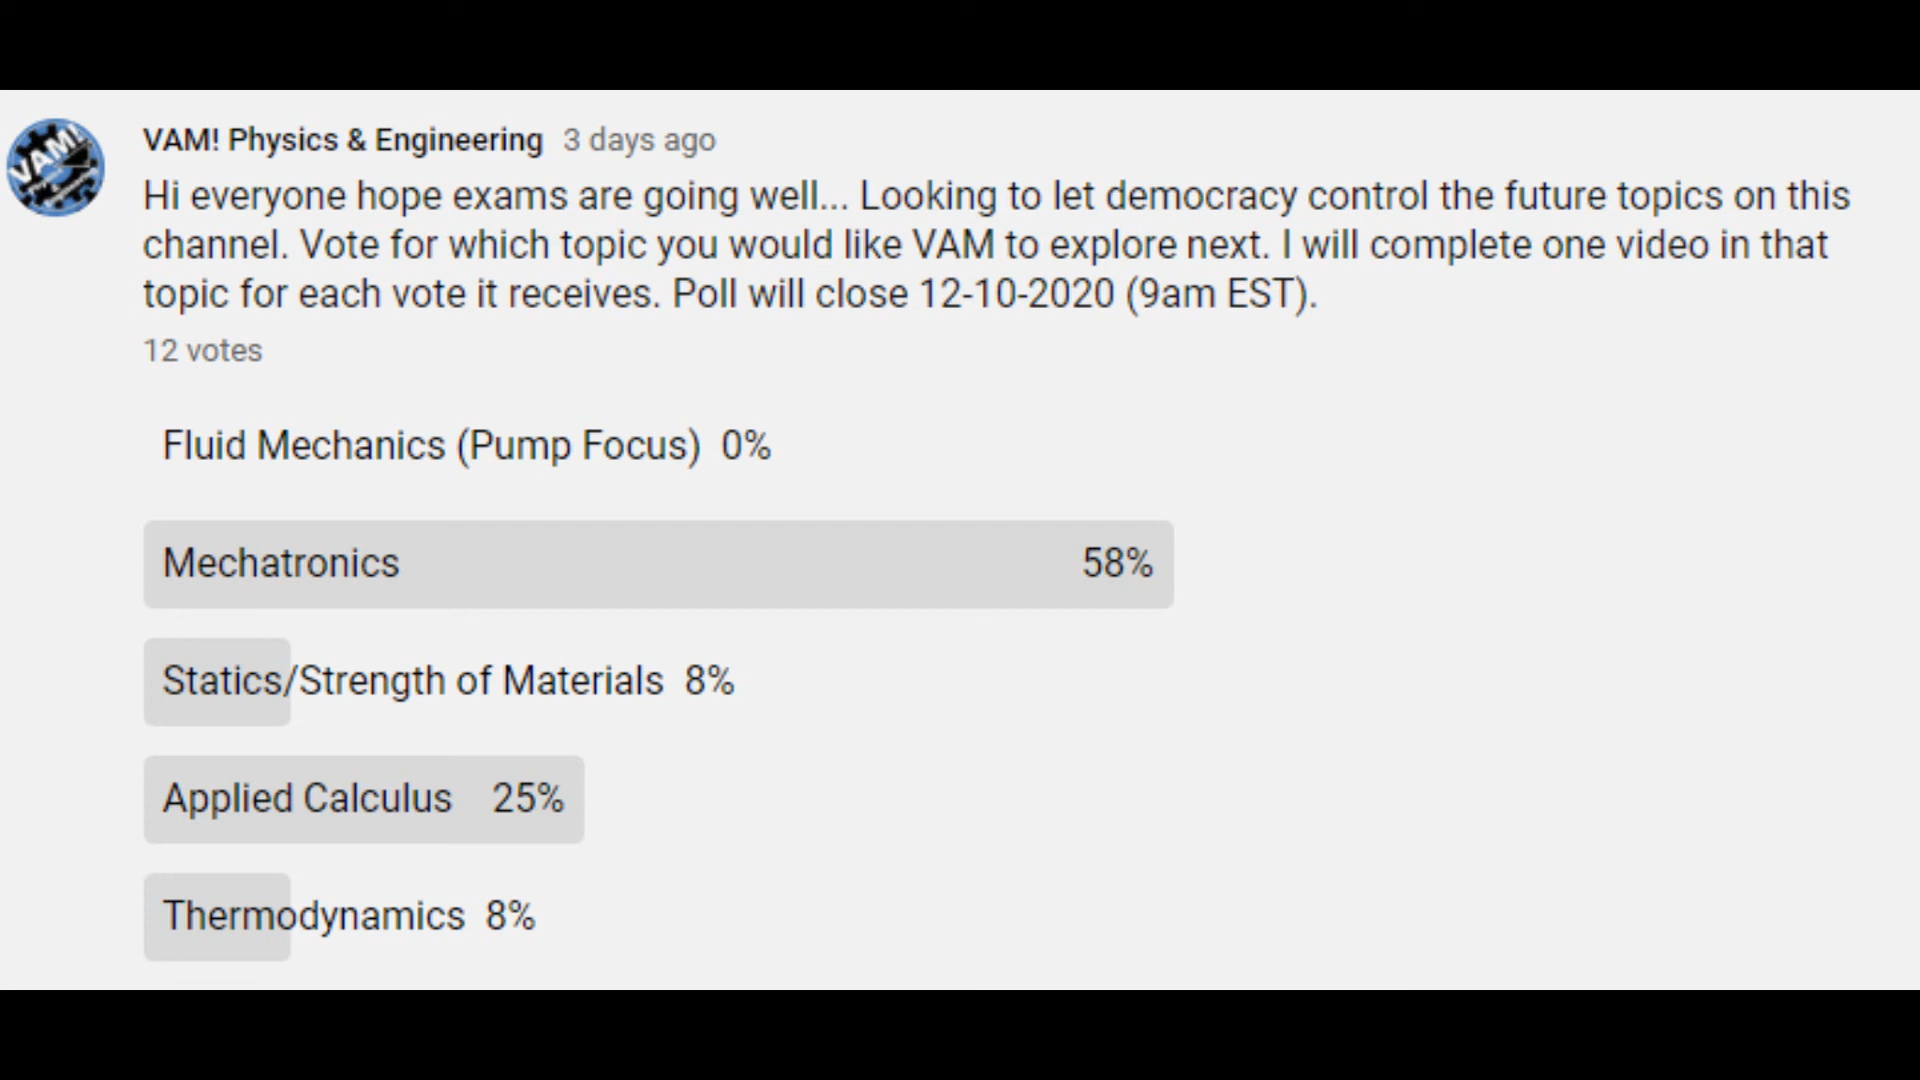 VAM!
VAM! Physics & Engineering 3 days ago
Hi everyone hope exams are going well... Looking to let democracy control the future topics on this
channel. Vote for which topic you would like VAM to explore next. I will complete one video in that
topic for each vote it receives. Poll will close 12-10-2020 (9am EST).
12 votes
Fluid Mechanics (Pump Focus) 0%
Mechatronics 58%
Statics/Strength of Materials 8%
Applied Calculus 25%
Thermodynamics 8%